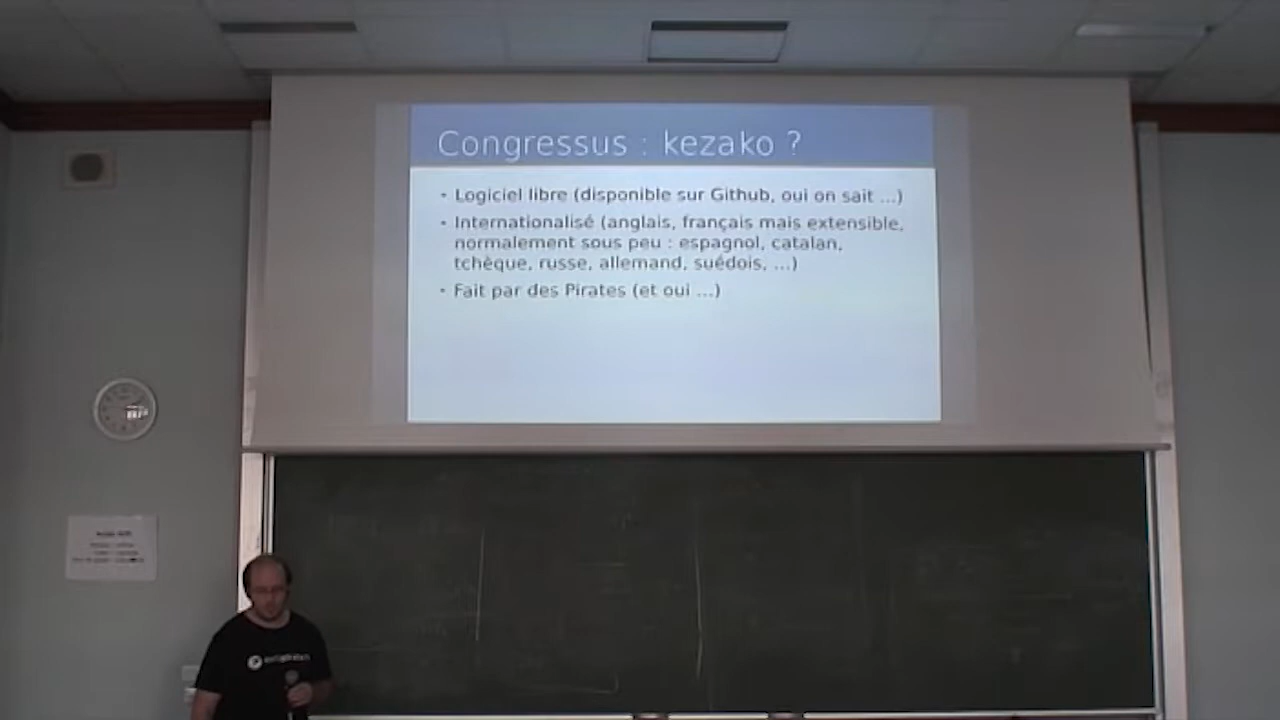 Congressus : kezako ?
- Logiciel libre (disponible sur Github, oui on sait ...)
- Internationalisé (anglais, français mais extensible,
normalement sous peu : espagnol, catalan,
tchèque, russe, allemand, suédois, ...)
- Fait par des Pirates (et oui ...)